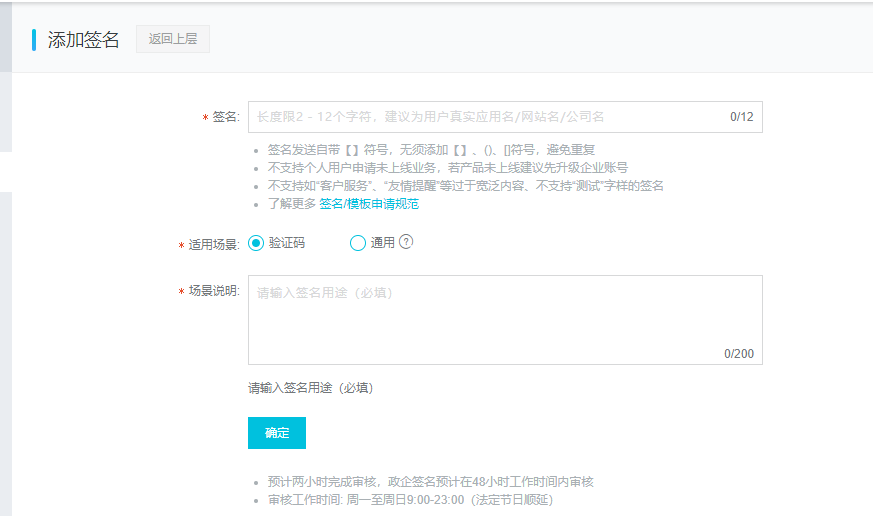 添加签名 返回上层
* 签名: 长度限2 - 12个字符，建议为用户真实应用名/网站名/公司名 0/12
签名发送自带【】符号，无须添加【】、()、[]符号，避免重复
不支持个人用户申请未上线业务，若产品未上线建议先升级企业账号
不支持如“客户服务”、“友情提醒”等过于宽泛内容、不支持“测试”字样的签名
了解更多 签名/模板申请规范
* 适用场景: 验证码 通用 ?
* 场景说明: 请输入签名用途（必填）
0/200
请输入签名用途（必填）
确定
预计两小时完成审核，政企签名预计在48小时工作时间内审核
审核工作时间: 周一至周日9:00-23:00（法定节日顺延）